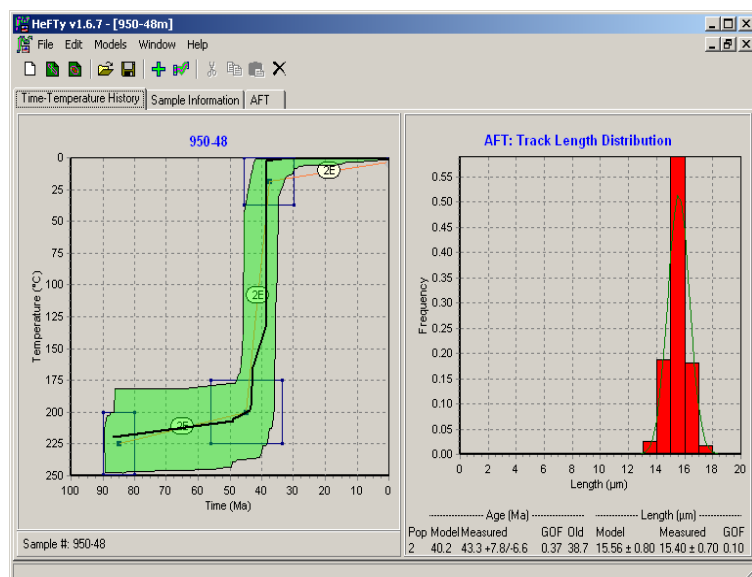 HeFTy v1.6.7 - [950-48m]
File Edit Models Window Help
Time-Temperature History Sample Information AFT
950-48
0
25
50
75
100
125
150
175
200
225
250
Temperature (°C)
2E
2E
2E
100 90 80 70 60 50 40 30 20 10 0
Time (Ma)
Sample #: 950-48
AFT: Track Length Distribution
0.55
0.50
0.45
0.40
0.35
0.30
0.25
0.20
0.15
0.10
0.05
0.00
Frequency
0 2 4 6 8 10 12 14 16 18 20
Length (µm)
Age (Ma) Length (µm)
Pop Model Measured GOF Old Model Measured GOF
2 40.2 43.3 +7.8/-6.6 0.37 38.7 15.56 ± 0.80 15.40 ± 0.70 0.10